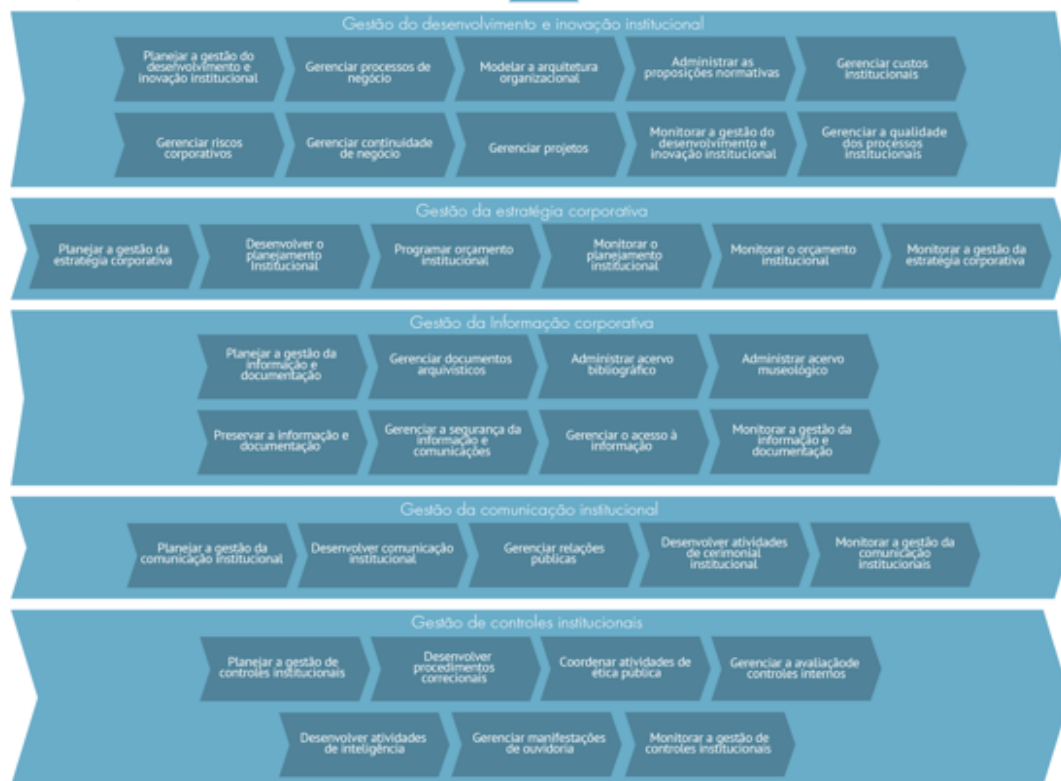 Gestão do desenvolvimento e inovação institucional
Planejar a gestão do
desenvolvimento e
inovação institucional
Gerenciar processos de
negócio
Modelar a arquitetura
organizacional
Administrar as
proposições normativas
Gerenciar custos
institucionais
Gerenciar riscos
corporativos
Gerenciar continuidade
de negócio
Gerenciar projetos
Monitorar a gestão do
desenvolvimento e
inovação institucional
Gerenciar a qualidade
dos processos
institucionais
Gestão da estratégia corporativa
Planejar a gestão da
estratégia corporativa
Desenvolver o
planejamento
Institucional
Programar orçamento
institucional
Monitorar o
planejamento
institucional
Monitorar o orçamento
institucional
Monitorar a gestão da
estratégia corporativa
Gestão da Informação corporativa
Planejar a gestão da
informação e
documentação
Gerenciar documentos
arquivísticos
Administrar acervo
bibliográfico
Administrar acervo
museológico
Preservar a informação e
documentação
Gerenciar a segurança da
informação e
comunicações
Gerenciar o acesso à
informação
Monitorar a gestão da
informação e
documentação
Gestão da comunicação institucional
Planejar a gestão da
comunicação institucional
Desenvolver comunicação
institucional
Gerenciar relações
públicas
Desenvolver atividades
de cerimonial
institucional
Monitorar a gestão da
comunicação
institucionais
Gestão de controles institucionais
Planejar a gestão de
controles institucionais
Desenvolver
procedimentos
correcionais
Coordenar atividades de
ética pública
Gerenciar a avaliaçãode
controles internos
Desenvolver atividades
de inteligência
Gerenciar manifestações
de ouvidoria
Monitorar a gestão de
controles institucionais